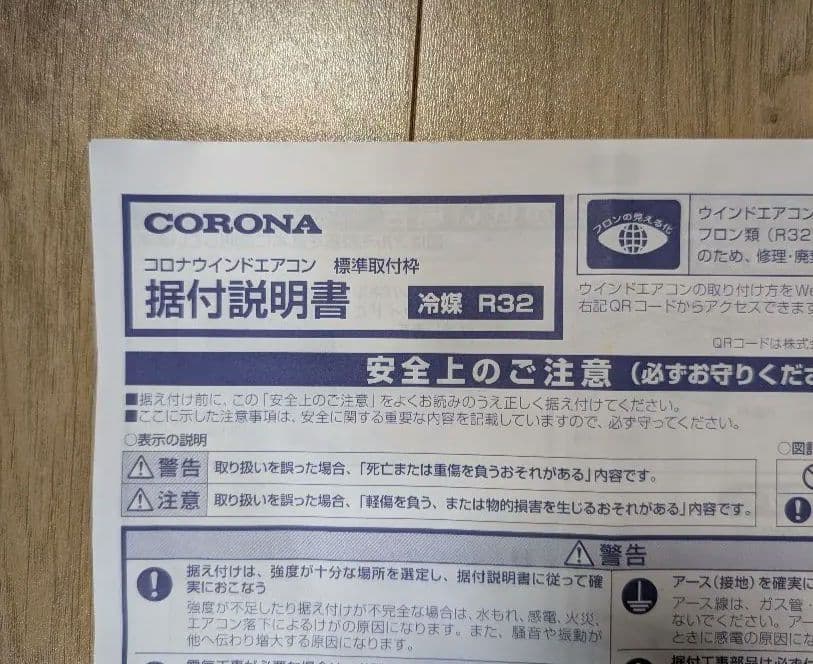 CORONA
コロナウインドエアコン 標準取付枠
据付説明書 冷媒 R32
フロンの見える化
ウインドエアコン
フロン類(R32
のため、修理・廃
ウインドエアコンの取り付け方をWe
右記QRコードからアクセスできます
QRコードは株式
安全上のご注意(必ずお守りくださ
■据え付け前に、この「安全上のご注意」をよくお読みのうえ正しく据え付けてください。
■ここに示した注意事項は、安全に関する重要な内容を記載していますので、必ず守ってください。
○表示の説明
○図記
警告 取り扱いを誤った場合、「死亡または重傷を負うおそれがある」内容です。
注意 取り扱いを誤った場合、「軽傷を負う、または物的損害を生じるおそれがある」内容です。
警告
据え付けは、強度が十分な場所を選定し、据付説明書に従って確
実におこなう
強度が不足したり据え付けが不完全な場合は、水もれ、感電、火災、
エアコン落下によるけがの原因になります。また、騒音や振動が
他へ伝わり増大する原因になります。
アース(接地)を確実に
アース線は、ガス管・
ないでください。アー
ときに感電の原因にな
据付工事部品は必ず付